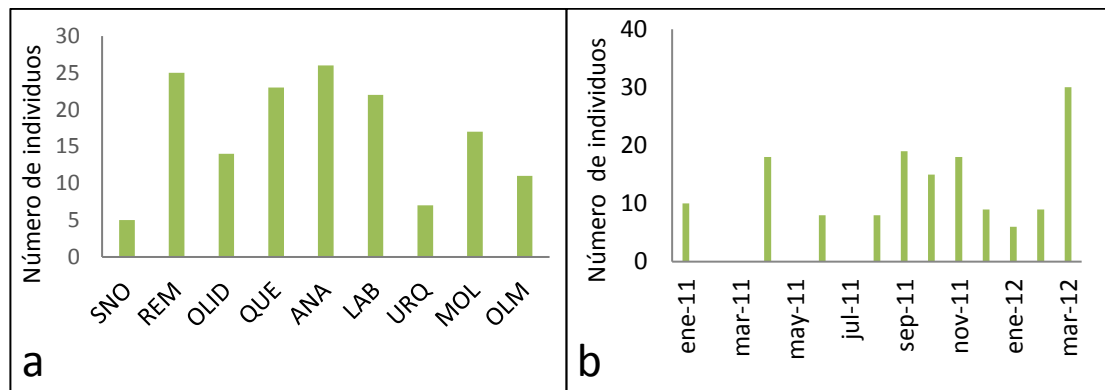 Número de individuos
30
25
20
15
10
5
0
SNO
REM
OLID
QUE
ANA
LAB
URQ
MOL
OLIM
a
Número de individuos
40
30
20
10
0
ene-11
mar-11
may-11
jul-11
sep-11
nov-11
ene-12
mar-12
b